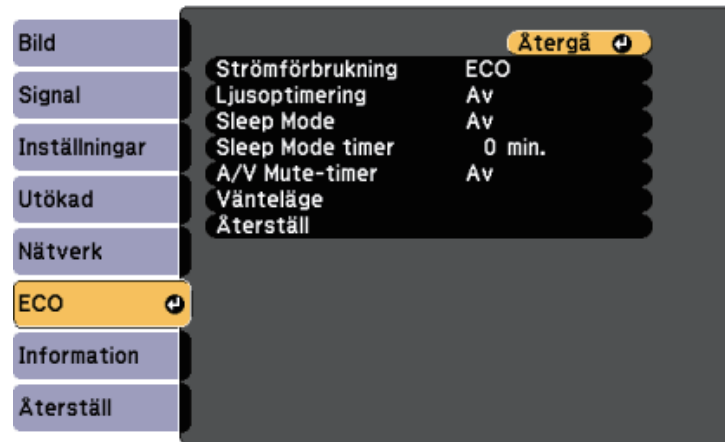 Bild
Signal
Inställningar
Utökad
Nätverk
ECO
Information
Återställ
Återgå
Strömförbrukning ECO
Ljusoptimering Av
Sleep Mode Av
Sleep Mode timer 0 min.
A/V Mute-timer Av
Vänteläge
Återställ